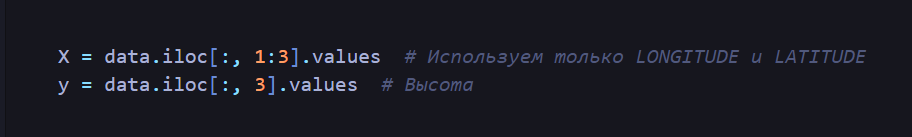 X = data.iloc[:, 1:3].values  # Используем только LONGITUDE и LATITUDE
y = data.iloc[:, 3].values  # Высота